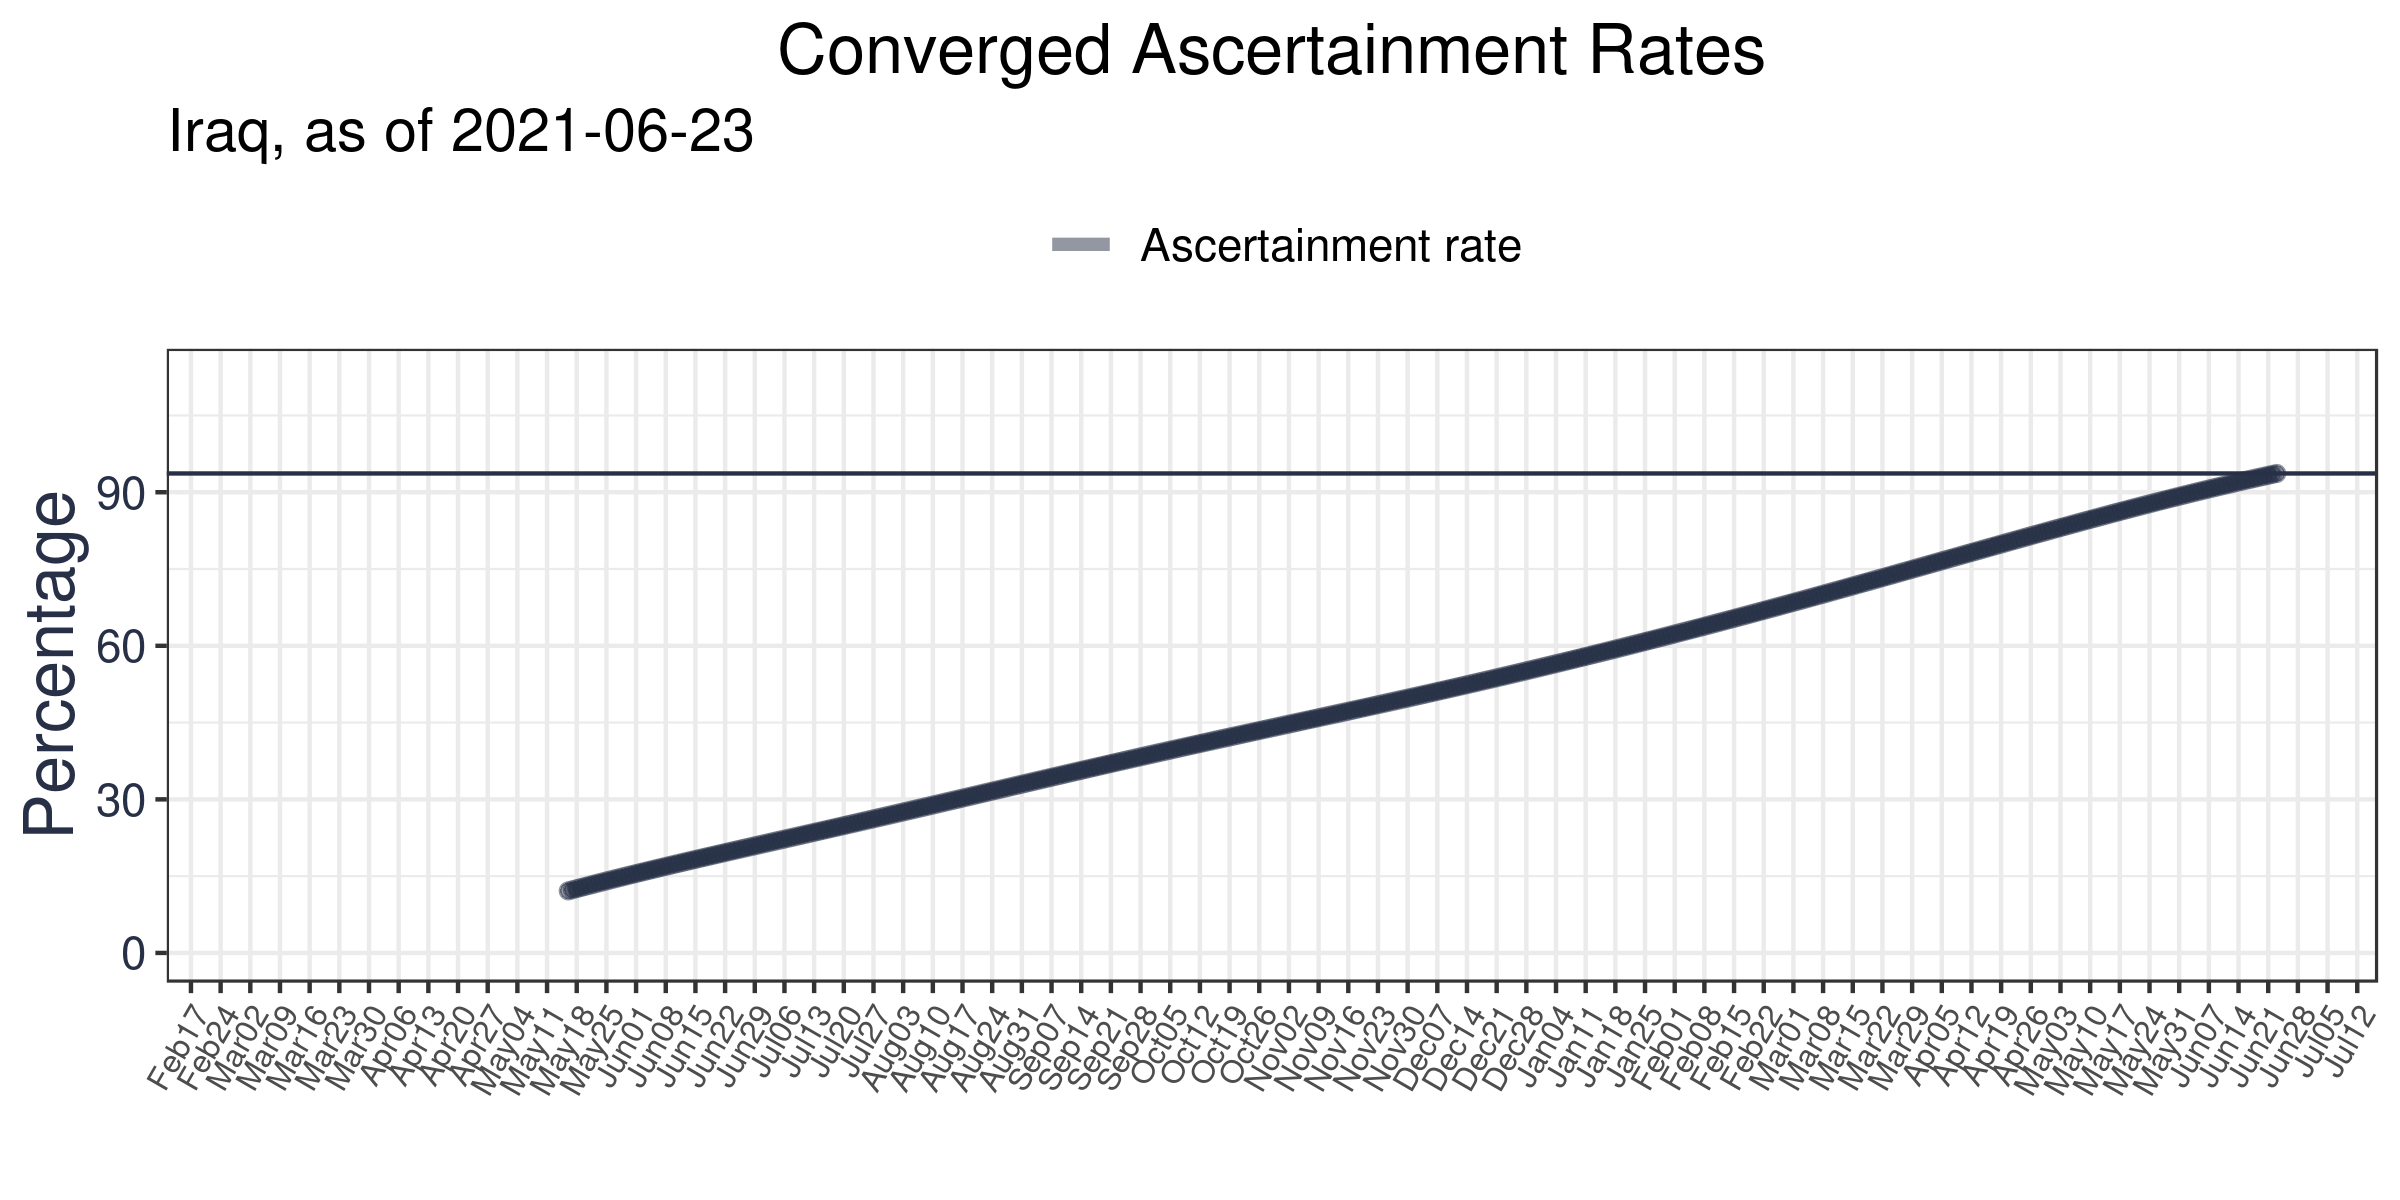 Converged Ascertainment Rates
Iraq, as of 2021-06-23
Ascertainment rate
Percentage
90
60
30
0
Feb17
Feb24
Mar02
Mar09
Mar16
Mar23
Mar30
Apr06
Apr13
Apr20
Apr27
May04
May11
May18
May25
Jun01
Jun08
Jun15
Jun22
Jun29
Jul06
Jul13
Jul20
Jul27
Aug03
Aug10
Aug17
Aug24
Aug31
Sep07
Sep14
Sep21
Sep28
Oct05
Oct12
Oct19
Oct26
Nov02
Nov09
Nov16
Nov23
Nov30
Dec07
Dec14
Dec21
Dec28
Jan04
Jan11
Jan18
Jan25
Feb01
Feb08
Feb15
Feb22
Mar01
Mar08
Mar15
Mar22
Mar29
Apr05
Apr12
Apr19
Apr26
May03
May10
May17
May24
May31
Jun07
Jun14
Jun21
Jun28
Jul05
Jul12